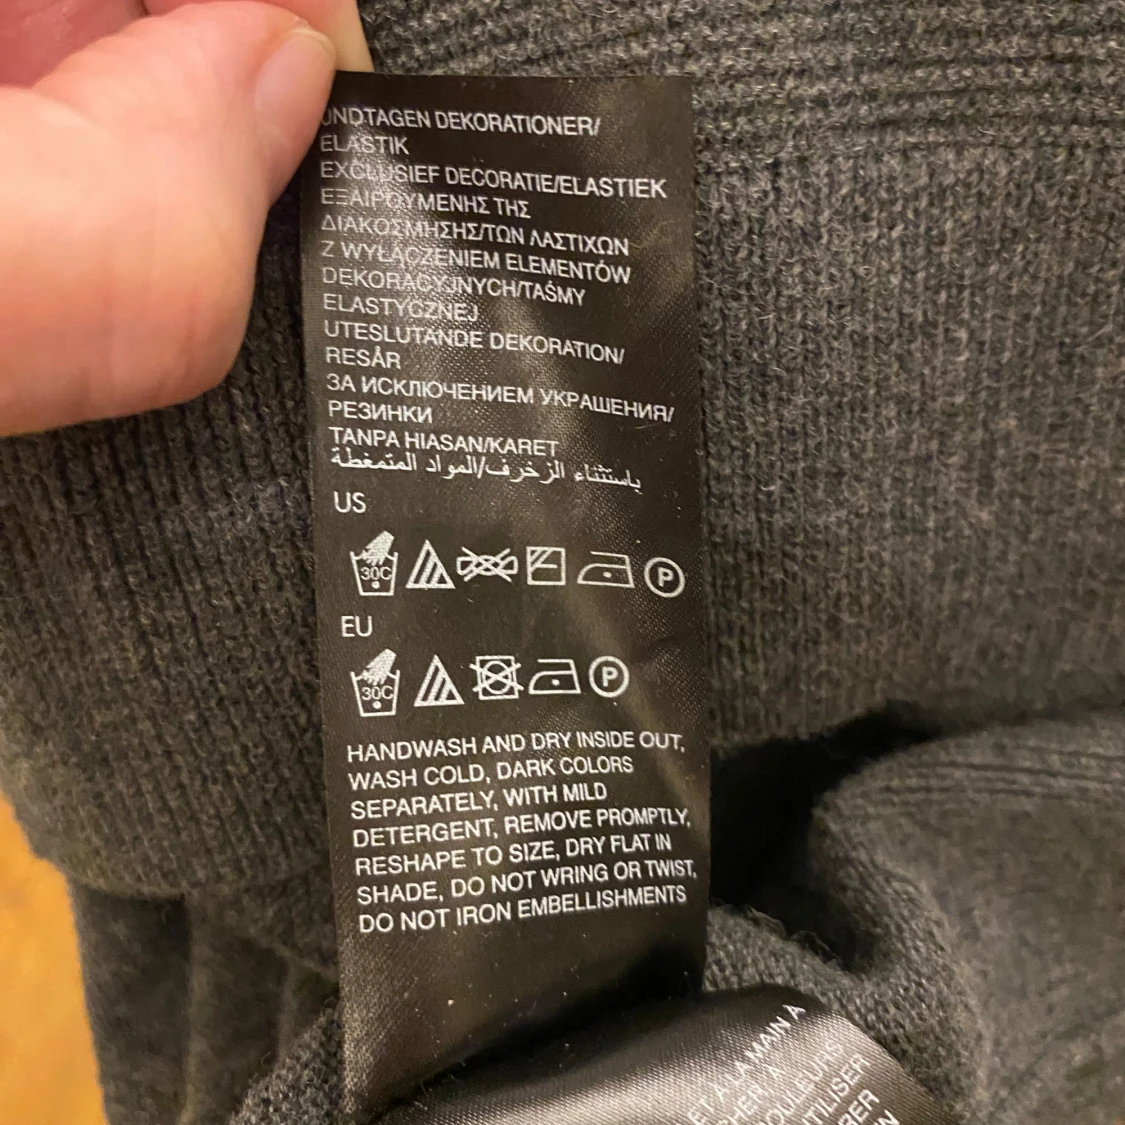 UNDTAGEN DEKORATIONER/
ELASTIK
EXCLUSIEF DECORATIE/ELASTIEK
ΕΞΑΙΡΟΥΜΕΝΗΣ ΤΗΣ
ΔΙΑΚΟΣΜΗΣΗΣ/ΤΩΝ ΛΑΣΤΙΧΩΝ
Z WYŁĄCZENIEM ELEMENTÓW
DEKORACYJNYCH/TAŚMY
ELASTYCZNEJ
UTESLUTANDE DEKORATION/
RESÅR
ЗА ИСКЛЮЧЕНИЕМ УКРАШЕНИЯ/
РЕЗИНКИ
TANPA HIASAN/KARET
باستثناء الزخرف/المواد المتمغطة
US
30C P
EU
30C P
HANDWASH AND DRY INSIDE OUT,
WASH COLD, DARK COLORS
SEPARATELY, WITH MILD
DETERGENT, REMOVE PROMPTLY,
RESHAPE TO SIZE, DRY FLAT IN
SHADE, DO NOT WRING OR TWIST,
DO NOT IRON EMBELLISHMENTS
ET A LA MAIN A